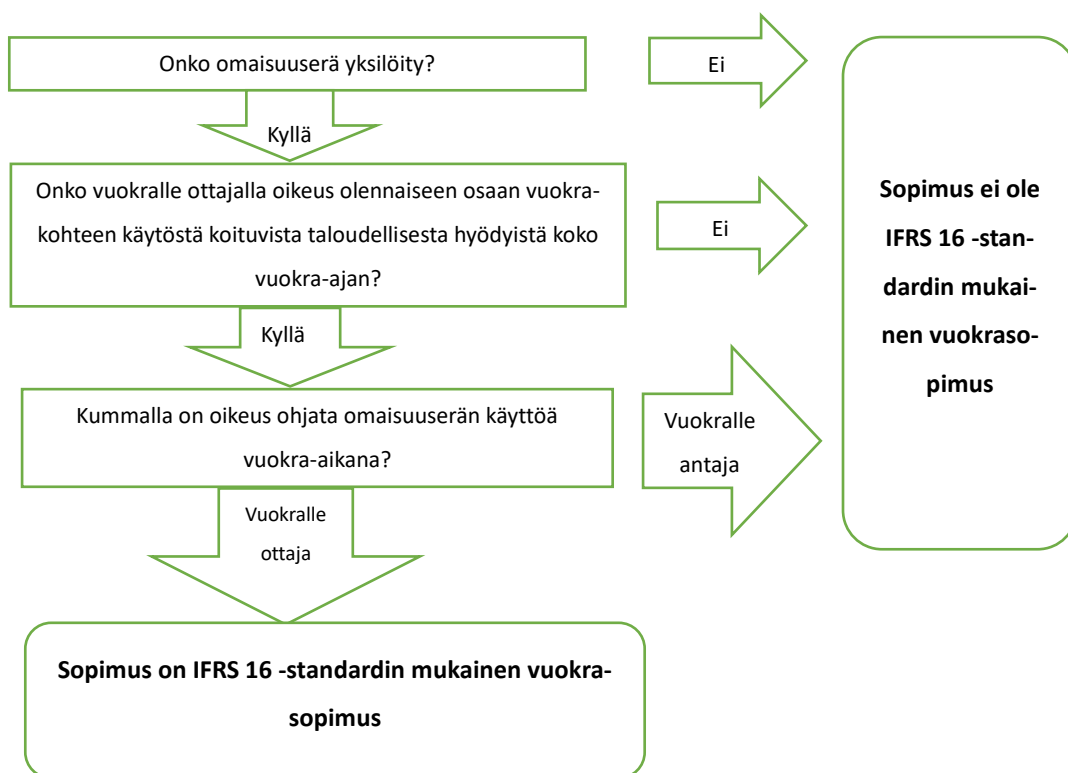 Onko omaisuuserä yksilöity?
Ei
Kyllä
Onko vuokralle ottajalla oikeus olennaiseen osaan vuokra-
kohteen käytöstä koituvista taloudellisesta hyödyistä koko
vuokra-ajan?
Ei
Kyllä
Kummalla on oikeus ohjata omaisuuserän käyttöä
vuokra-aikana?
Vuokralle
antaja
Vuokralle
ottaja
Sopimus ei ole
IFRS 16 -stan-
dardin mukai-
nen vuokraso-
pimus
Sopimus on IFRS 16 -standardin mukainen vuokra-
sopimus